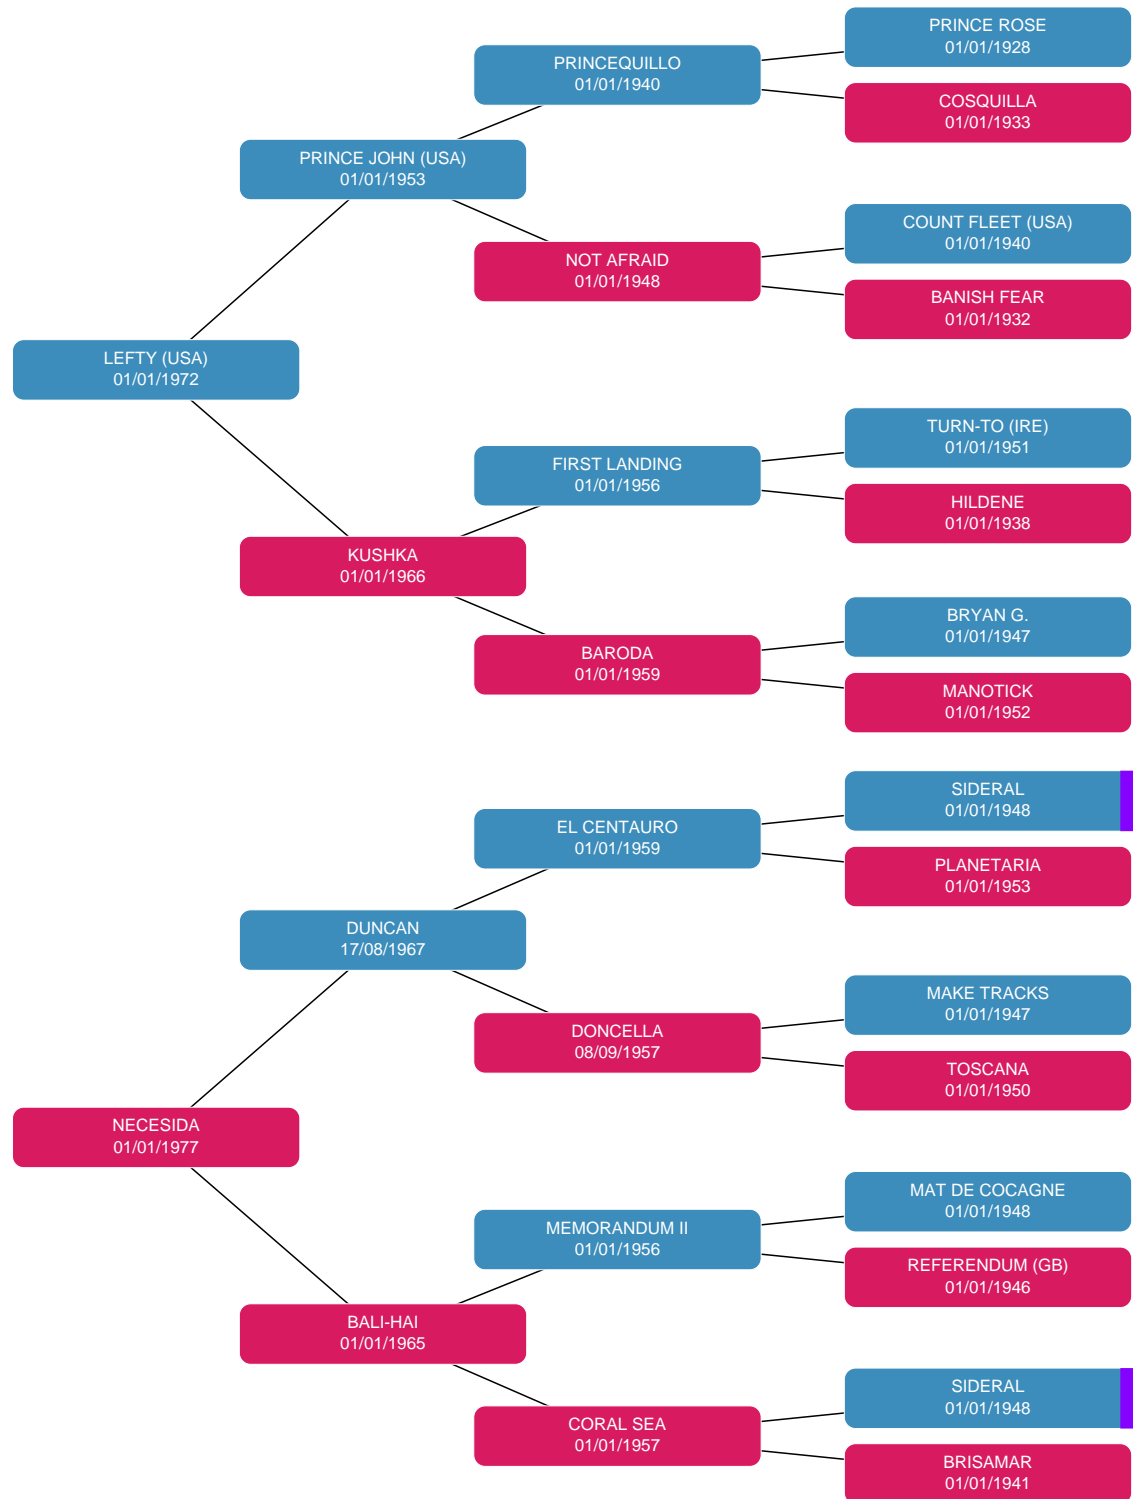 PRINCE ROSE
01/01/1928
PRINCEQUILLO
01/01/1940
COSQUILLA
01/01/1933
PRINCE JOHN (USA)
01/01/1953
COUNT FLEET (USA)
01/01/1940
NOT AFRAID
01/01/1948
BANISH FEAR
01/01/1932
LEFTY (USA)
01/01/1972
TURN-TO (IRE)
01/01/1951
FIRST LANDING
01/01/1956
HILDENE
01/01/1938
KUSHKA
01/01/1966
BRYAN G.
01/01/1947
BARODA
01/01/1959
MANOTICK
01/01/1952
SIDERAL
01/01/1948
EL CENTAURO
01/01/1959
PLANETARIA
01/01/1953
DUNCAN
17/08/1967
MAKE TRACKS
01/01/1947
DONCELLA
08/09/1957
TOSCANA
01/01/1950
NECESIDA
01/01/1977
MAT DE COCAGNE
01/01/1948
MEMORANDUM II
01/01/1956
REFERENDUM (GB)
01/01/1946
BALI-HAI
01/01/1965
SIDERAL
01/01/1948
CORAL SEA
01/01/1957
BRISAMAR
01/01/1941